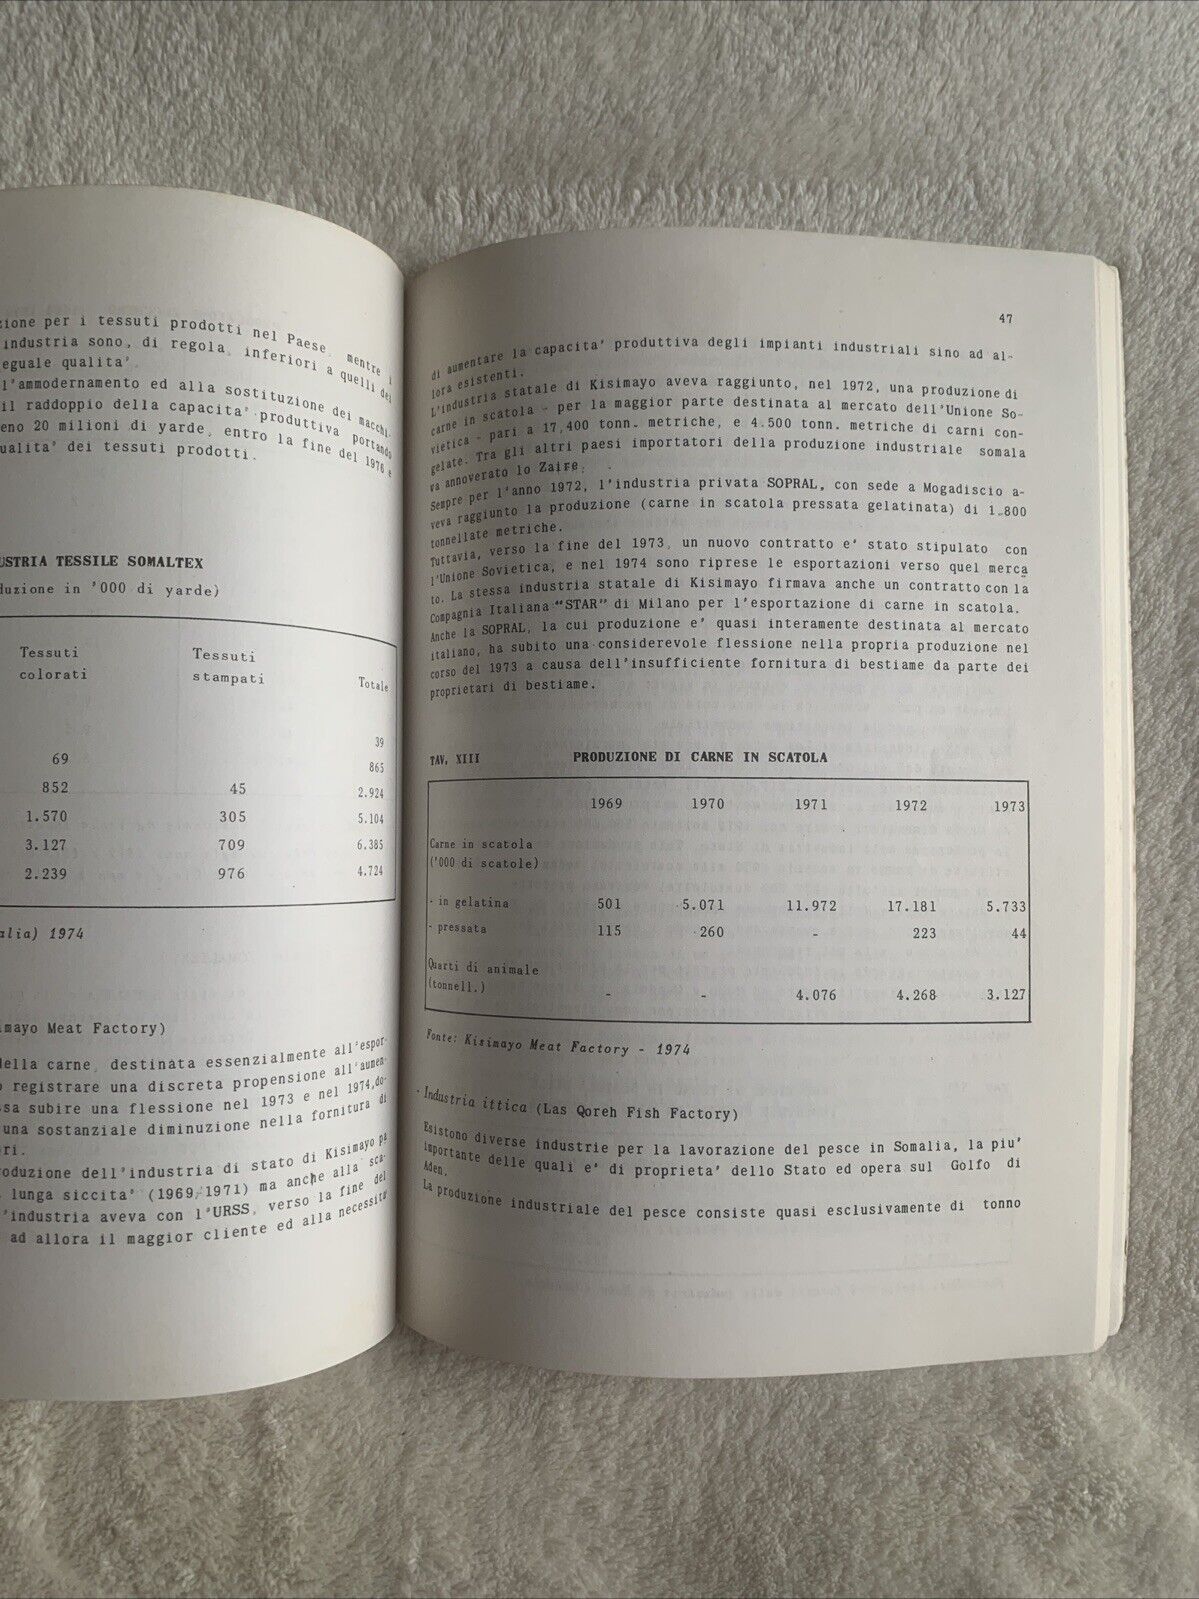 zione per i tessuti prodotti nel Paese, mentre i
industria sono, di regola, inferiori a quelli dei
eguale qualita'.
l'ammodernamento ed alla sostituzione dei macchi-
il raddoppio della capacita' produttiva portando
eno 20 milioni di yarde, entro la fine del 1976 e
ualita' dei tessuti prodotti.
USTRIA TESSILE SOMALTEX
duzione in '000 di yarde)
Tessuti colorati Tessuti stampati Totale
39
69 865
852 45 2.924
1.570 305 5.104
3.127 709 6.385
2.239 976 4.724
alia) 1974
imayo Meat Factory)
della carne, destinata essenzialmente all'espor-
o registrare una discreta propensione all'aumen-
ssa subire una flessione nel 1973 e nel 1974, do-
una sostanziale diminuzione nella fornitura di
ri.
roduzione dell'industria di stato di Kisimayo pa
lunga siccita' (1969/1971) ma anche alla sca-
'industria aveva con l'URSS, verso la fine del
ad allora il maggior cliente ed alla necessita'
47
di aumentare la capacita' produttiva degli impianti industriali sino ad al-
lora esistenti.
L'industria statale di Kisimayo aveva raggiunto, nel 1972, una produzione di
carne in scatola - per la maggior parte destinata al mercato dell'Unione So-
vietica - pari a 17.400 tonn. metriche, e 4.500 tonn. metriche di carni con-
gelate. Tra gli altri paesi importatori della produzione industriale somala
va annoverato lo Zaire.
Sempre per l'anno 1972, l'industria privata SOPRAL, con sede a Mogadiscio a-
veva raggiunto la produzione (carne in scatola pressata gelatinata) di 1.800
tonnellate metriche.
Tuttavia, verso la fine del 1973, un nuovo contratto e' stato stipulato con
l'Unione Sovietica, e nel 1974 sono riprese le esportazioni verso quel merca
to. La stessa industria statale di Kisimayo firmava anche un contratto con la
Compagnia Italiana "STAR" di Milano per l'esportazione di carne in scatola.
Anche la SOPRAL, la cui produzione e' quasi interamente destinata al mercato
italiano, ha subito una considerevole flessione nella propria produzione nel
corso del 1973 a causa dell'insufficiente fornitura di bestiame da parte dei
proprietari di bestiame.
TAV. XIII PRODUZIONE DI CARNE IN SCATOLA
1969 1970 1971 1972 1973
Carne in scatola
('000 di scatole)
- in gelatina 501 5.071 11.972 17.181 5.733
- pressata 115 260 - 223 44
Quarti di animale
(tonnell.) - - 4.076 4.268 3.127
Fonte: Kisimayo Meat Factory - 1974
- Industria ittica (Las Qoreh Fish Factory)
Esistono diverse industrie per la lavorazione del pesce in Somalia, la piu'
importante delle quali e' di proprieta' dello Stato ed opera sul Golfo di
Aden.
La produzione industriale del pesce consiste quasi esclusivamente di tonno